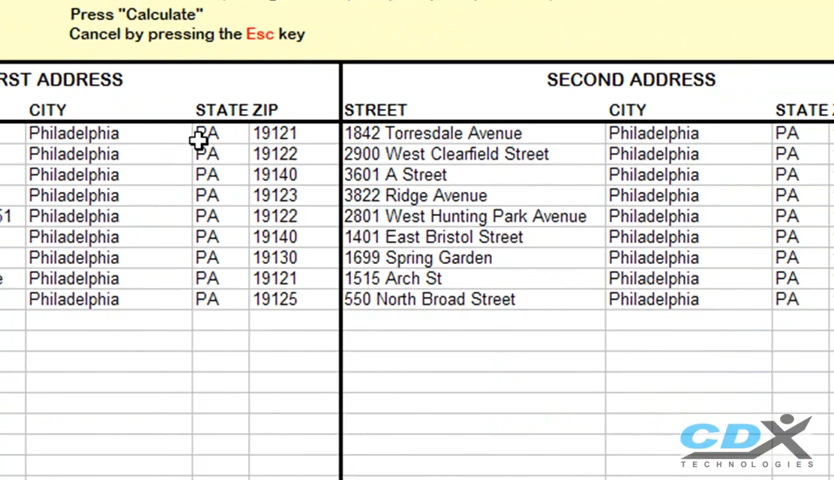 Press "Calculate"
Cancel by pressing the Esc key
RST ADDRESS SECOND ADDRESS
CITY STATE ZIP STREET CITY STATE
Philadelphia PA 19121 1842 Torresdale Avenue Philadelphia PA
Philadelphia PA 19122 2900 West Clearfield Street Philadelphia PA
Philadelphia PA 19140 3601 A Street Philadelphia PA
Philadelphia PA 19123 3822 Ridge Avenue Philadelphia PA
51 Philadelphia PA 19122 2801 West Hunting Park Avenue Philadelphia PA
Philadelphia PA 19140 1401 East Bristol Street Philadelphia PA
Philadelphia PA 19130 1699 Spring Garden Philadelphia PA
e Philadelphia PA 19121 1515 Arch St Philadelphia PA
Philadelphia PA 19125 550 North Broad Street Philadelphia PA
CDX
TECHNOLOGIES